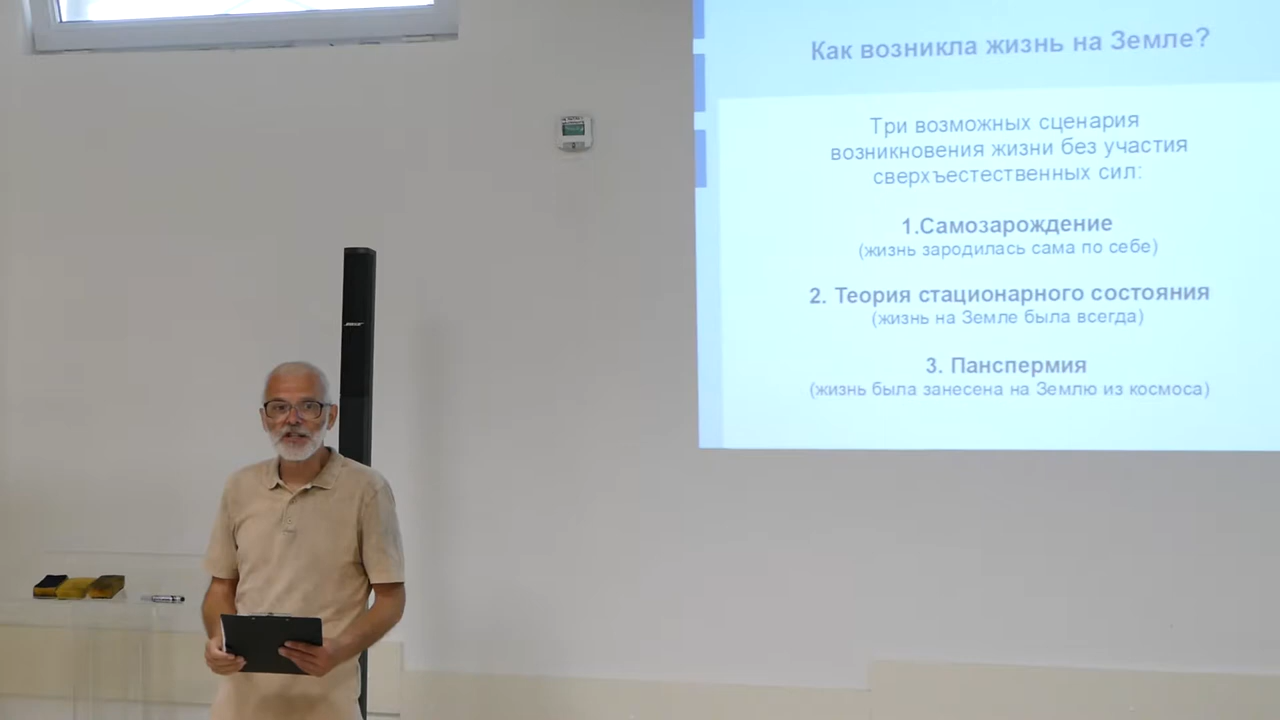 Как возникла жизнь на Земле?
Три возможных сценария
возникновения жизни без участия
сверхъестественных сил:
1.Самозарождение
(жизнь зародилась сама по себе)
2. Теория стационарного состояния
(жизнь на Земле была всегда)
3. Панспермия
(жизнь была занесена на Землю из космоса)
BOSE